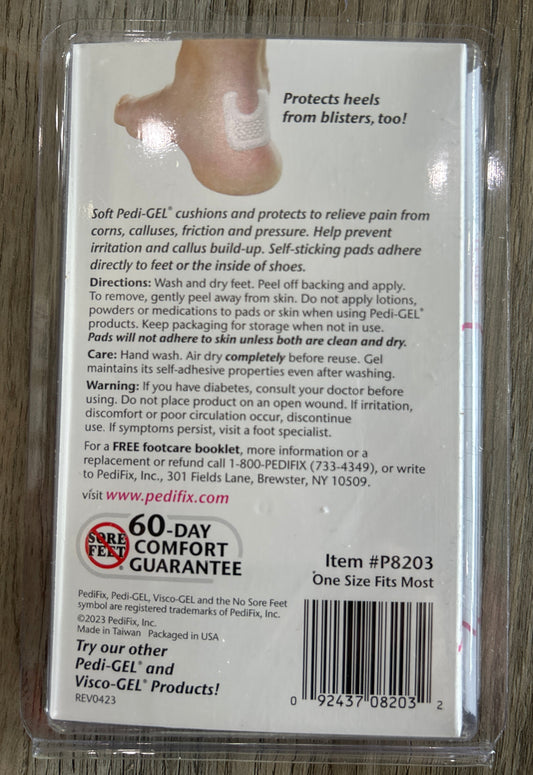 Protects heels
from blisters, too!
Soft Pedi-GEL® cushions and protects to relieve pain from
corns, calluses, friction and pressure. Help prevent
irritation and callus build-up. Self-sticking pads adhere
directly to feet or the inside of shoes.
Directions: Wash and dry feet. Peel off backing and apply.
To remove, gently peel away from skin. Do not apply lotions,
powders or medications to pads or skin when using Pedi-GEL®
products. Keep packaging for storage when not in use.
Pads will not adhere to skin unless both are clean and dry.
Care: Hand wash. Air dry completely before reuse. Gel
maintains its self-adhesive properties even after washing.
Warning: If you have diabetes, consult your doctor before
using. Do not place product on an open wound. If irritation,
discomfort or poor circulation occur, discontinue
use. If symptoms persist, visit a foot specialist.
For a FREE footcare booklet, more information or a
replacement or refund call 1-800-PEDIFIX (733-4349), or write
to PediFix, Inc., 301 Fields Lane, Brewster, NY 10509.
visit www.pedifix.com
SORE
FEET
60-DAY
COMFORT
GUARANTEE
Item #P8203
One Size Fits Most
PediFix, Pedi-GEL, Visco-GEL and the No Sore Feet
symbol are registered trademarks of PediFix, Inc.
©2023 PediFix, Inc.
Made in Taiwan Packaged in USA
Try our other
Pedi-GEL® and
Visco-GEL® Products!
REV0423
0 92437 08203 2